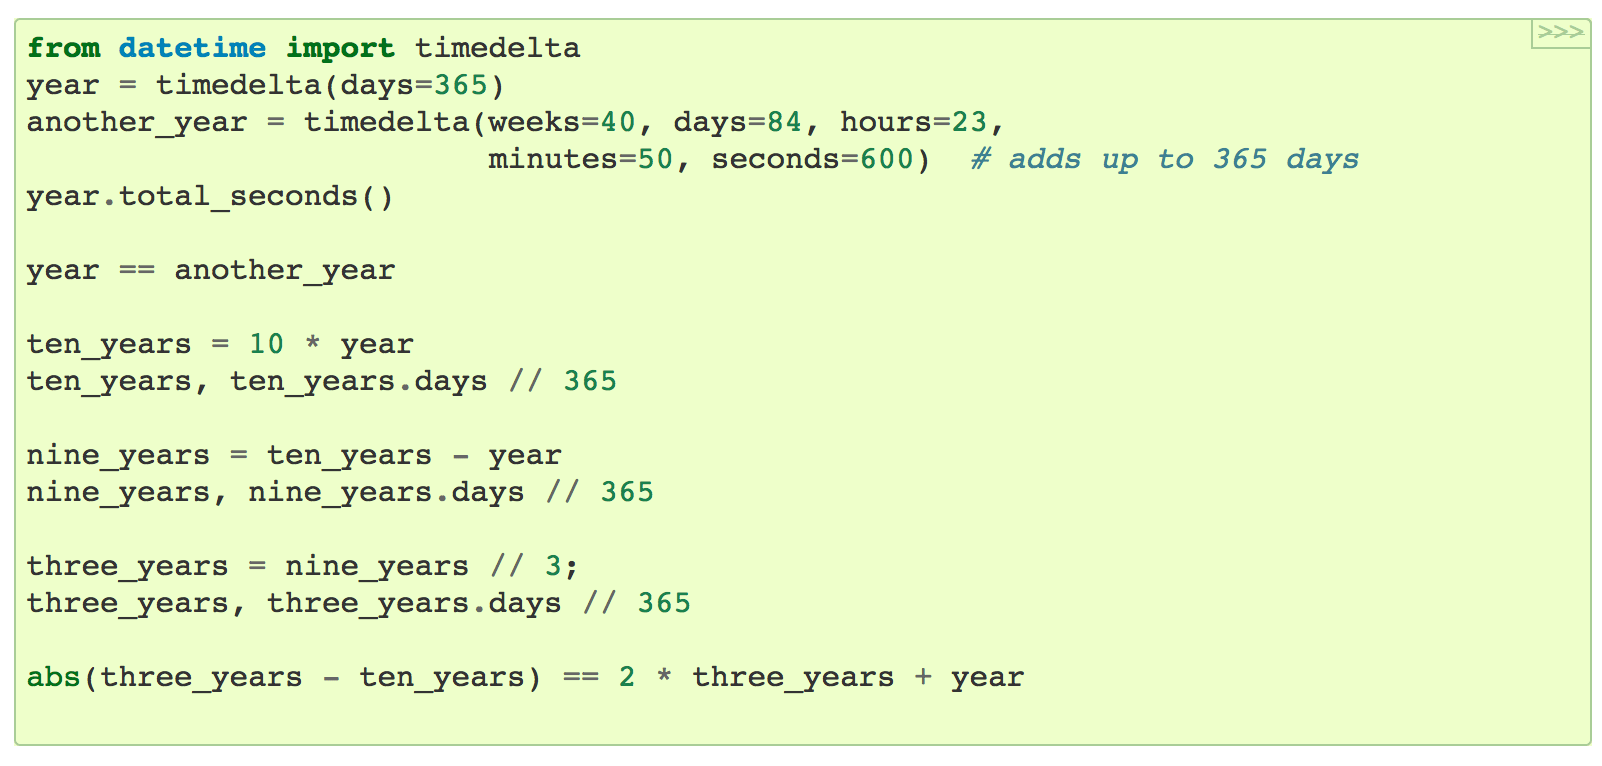 >>>
from datetime import timedelta
year = timedelta(days=365)
another_year = timedelta(weeks=40, days=84, hours=23,
                         minutes=50, seconds=600)  # adds up to 365 days
year.total_seconds()

year == another_year

ten_years = 10 * year
ten_years, ten_years.days // 365

nine_years = ten_years - year
nine_years, nine_years.days // 365

three_years = nine_years // 3;
three_years, three_years.days // 365

abs(three_years - ten_years) == 2 * three_years + year